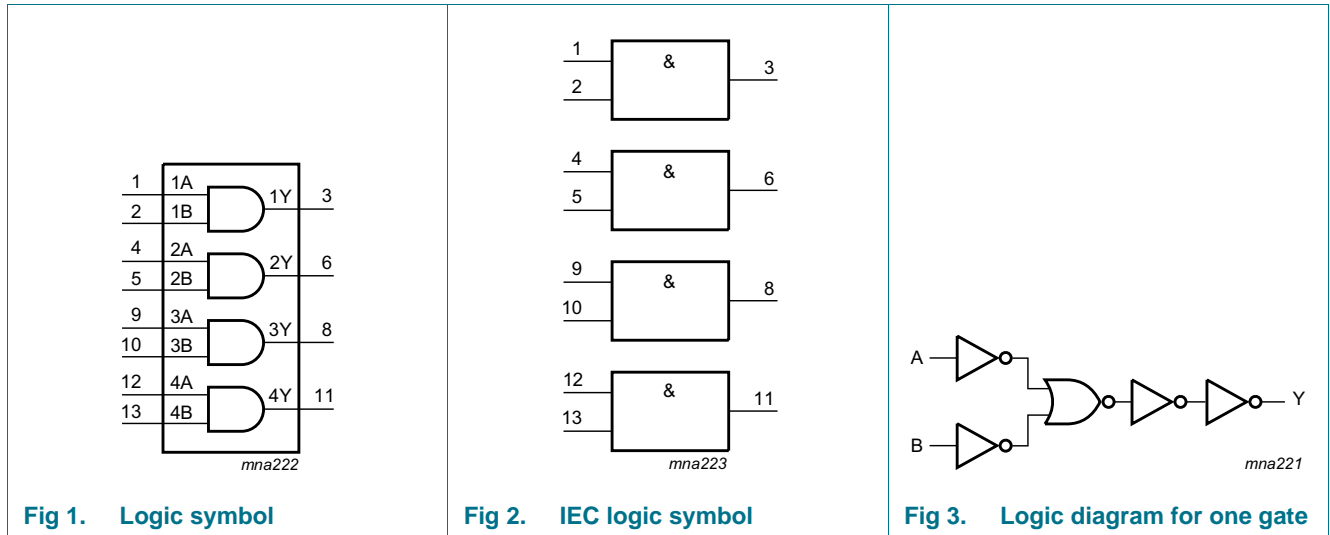 1 1A 1Y 3
2 1B
4 2A 2Y 6
5 2B
9 3A 3Y 8
10 3B
12 4A 4Y 11
13 4B
mna222
Fig 1. Logic symbol
1 & 3
2
4 & 6
5
9 & 8
10
12 & 11
13
mna223
Fig 2. IEC logic symbol
A
B
Y
mna221
Fig 3. Logic diagram for one gate